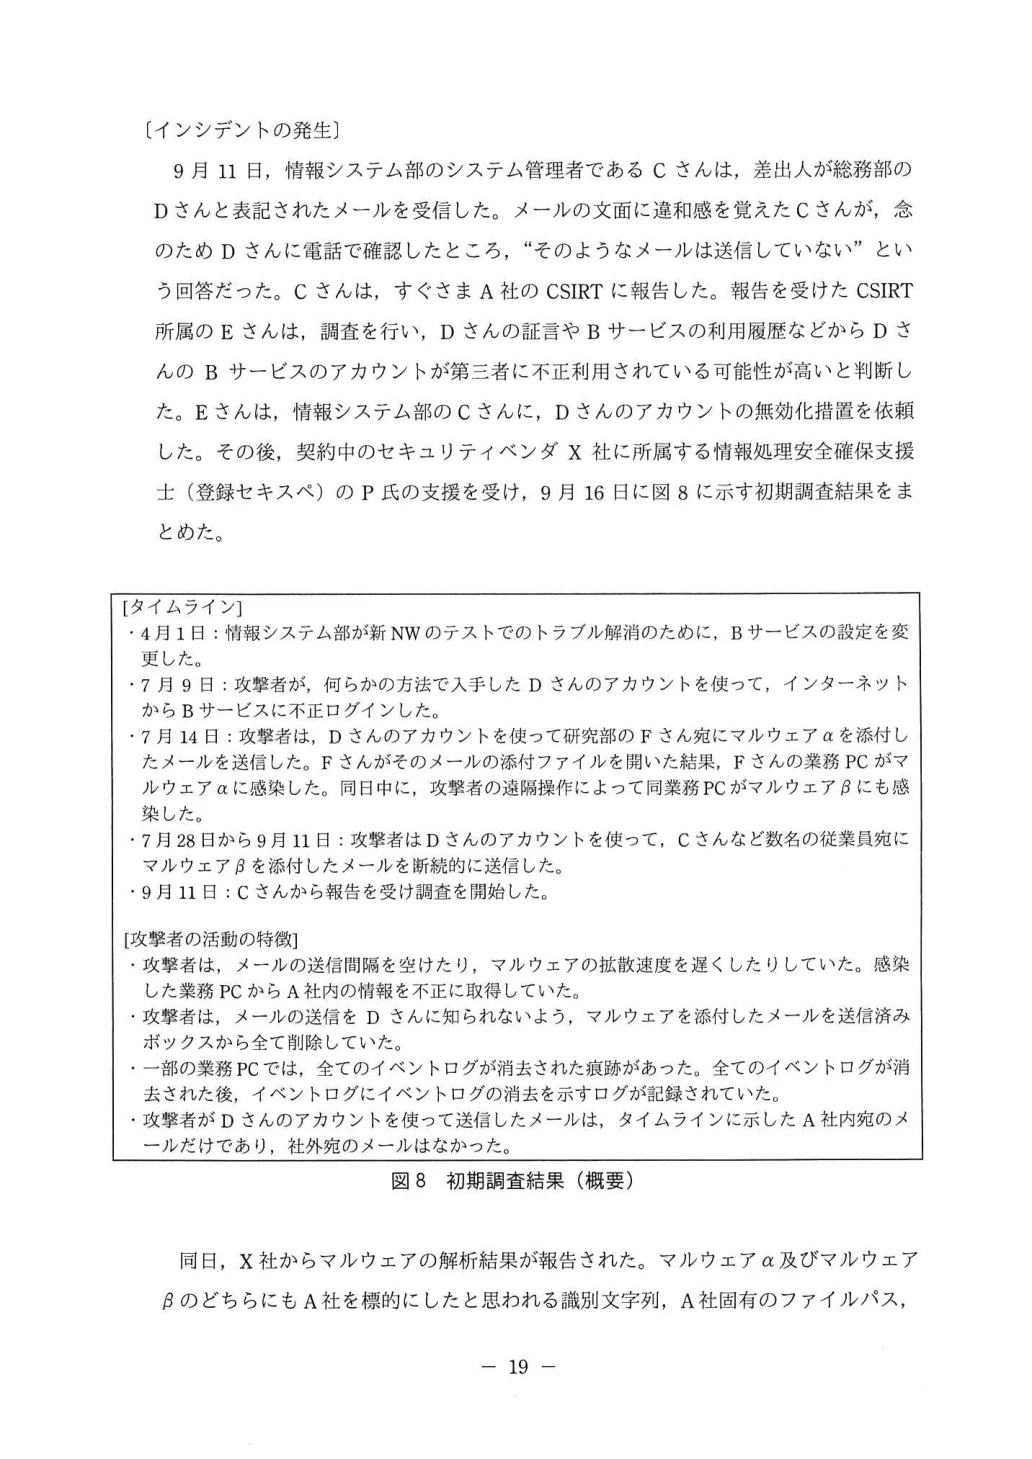 〔インシデントの発生〕
9月11日，情報システム部のシステム管理者であるCさんは，差出人が総務部の
Dさんと表記されたメールを受信した。メールの文面に違和感を覚えたCさんが，念
のためDさんに電話で確認したところ，“そのようなメールは送信していない”とい
う回答だった。Cさんは，すぐさまA社のCSIRTに報告した。報告を受けたCSIRT
所属のEさんは，調査を行い，Dさんの証言やBサービスの利用履歴などからDさ
んのBサービスのアカウントが第三者に不正利用されている可能性が高いと判断し
た。Eさんは，情報システム部のCさんに，Dさんのアカウントの無効化措置を依頼
した。その後，契約中のセキュリティベンダX社に所属する情報処理安全確保支援
士（登録セキスペ）のP氏の支援を受け，9月16日に図8に示す初期調査結果をま
とめた。
[タイムライン]
・4月1日：情報システム部が新NWのテストでのトラブル解消のために，Bサービスの設定を変
更した。
・7月9日：攻撃者が，何らかの方法で入手したDさんのアカウントを使って，インターネット
からBサービスに不正ログインした。
・7月14日：攻撃者は，Dさんのアカウントを使って研究部のFさん宛にマルウェアαを添付し
たメールを送信した。Fさんがそのメールの添付ファイルを開いた結果，Fさんの業務PCがマ
ルウェアαに感染した。同日中に，攻撃者の遠隔操作によって同業務PCがマルウェアβにも感
染した。
・7月28日から9月11日：攻撃者はDさんのアカウントを使って，Cさんなど数名の従業員宛に
マルウェアβを添付したメールを断続的に送信した。
・9月11日：Cさんから報告を受け調査を開始した。
[攻撃者の活動の特徴]
・攻撃者は，メールの送信間隔を空けたり，マルウェアの拡散速度を遅くしたりしていた。感染
した業務PCからA社内の情報を不正に取得していた。
・攻撃者は，メールの送信をDさんに知られないよう，マルウェアを添付したメールを送信済み
ボックスから全て削除していた。
・一部の業務PCでは，全てのイベントログが消去された痕跡があった。全てのイベントログが消
去された後，イベントログにイベントログの消去を示すログが記録されていた。
・攻撃者がDさんのアカウントを使って送信したメールは，タイムラインに示したA社内宛のメ
ールだけであり，社外宛のメールはなかった。
図8　初期調査結果（概要）
同日，X社からマルウェアの解析結果が報告された。マルウェアα及びマルウェア
βのどちらにもA社を標的にしたと思われる識別文字列，A社固有のファイルパス，
－ 19 －